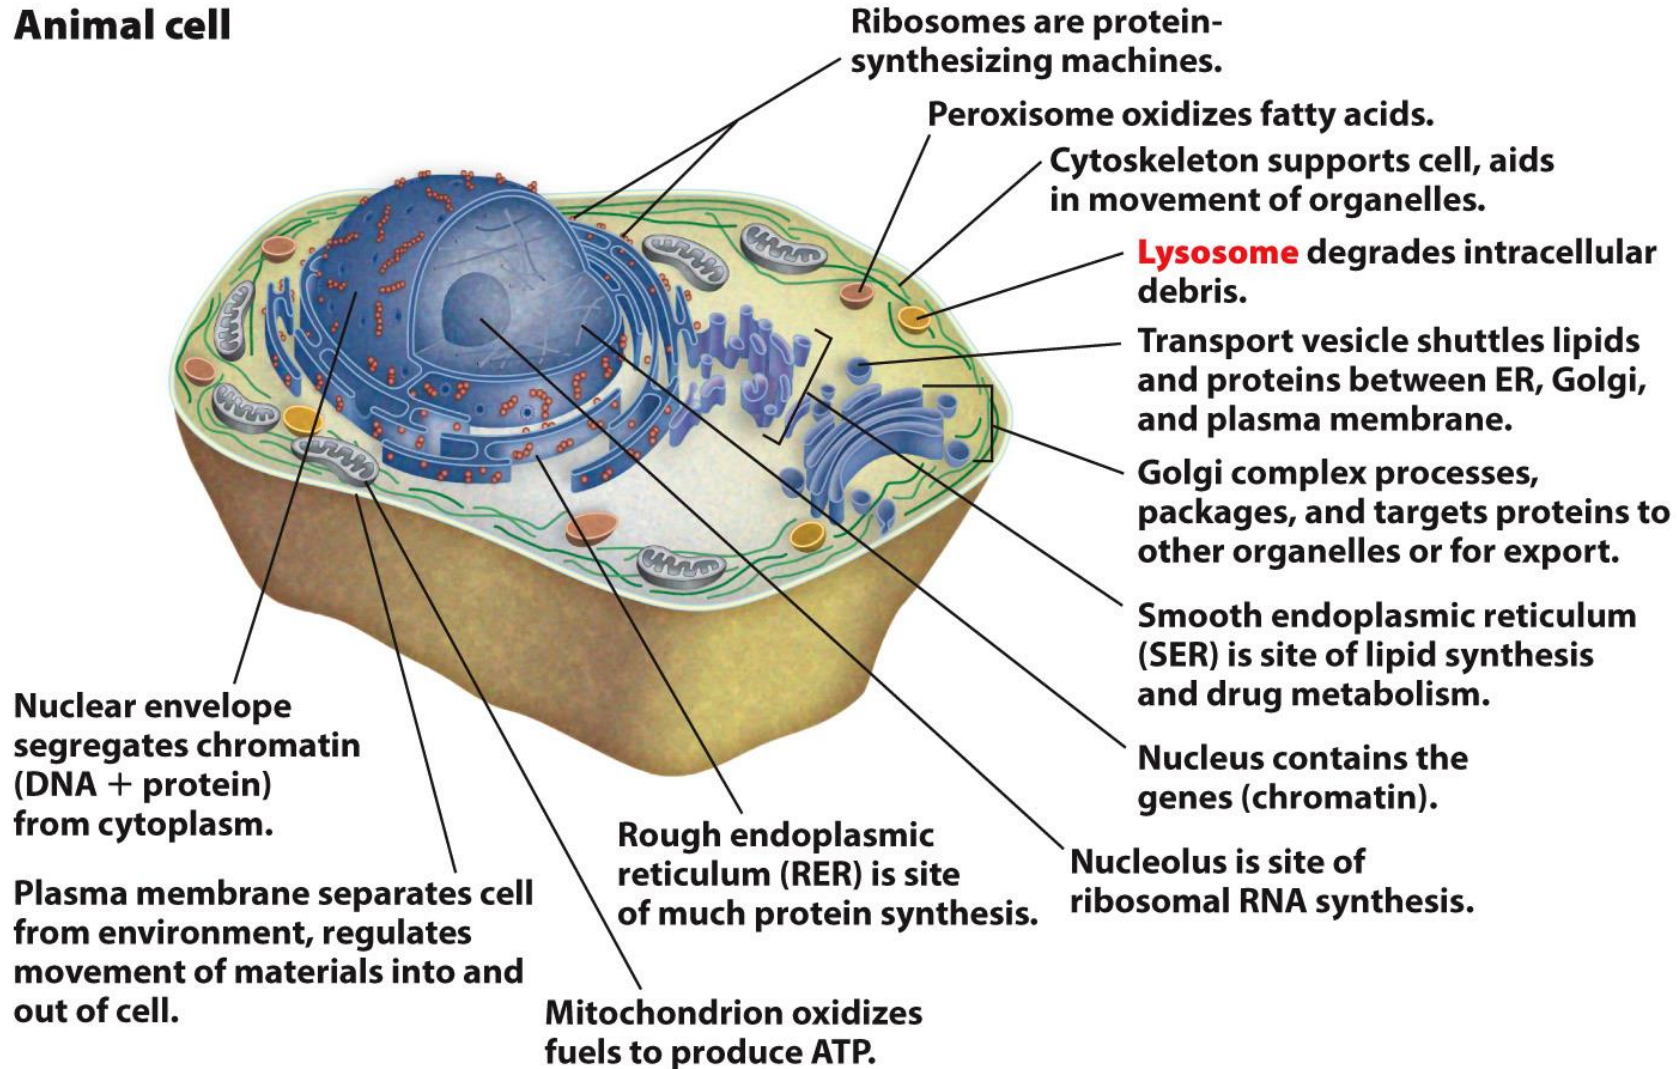 Animal cell
Ribosomes are protein-
synthesizing machines.
Peroxisome oxidizes fatty acids.
Cytoskeleton supports cell, aids
in movement of organelles.
Lysosome degrades intracellular
debris.
Transport vesicle shuttles lipids
and proteins between ER, Golgi,
and plasma membrane.
Golgi complex processes,
packages, and targets proteins to
other organelles or for export.
Smooth endoplasmic reticulum
(SER) is site of lipid synthesis
and drug metabolism.
Nucleus contains the
genes (chromatin).
Nucleolus is site of
ribosomal RNA synthesis.
Rough endoplasmic
reticulum (RER) is site
of much protein synthesis.
Mitochondrion oxidizes
fuels to produce ATP.
Nuclear envelope
segregates chromatin
(DNA + protein)
from cytoplasm.
Plasma membrane separates cell
from environment, regulates
movement of materials into and
out of cell.